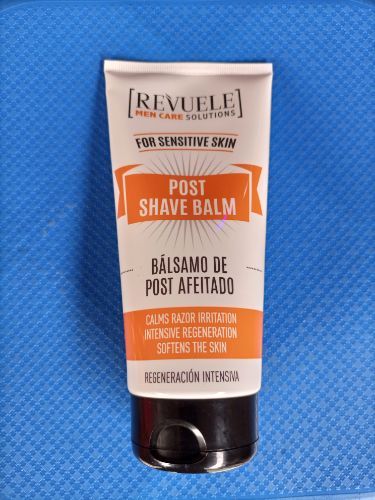 [REVUELE]
MEN CARE SOLUTIONS
FOR SENSITIVE SKIN
POST
SHAVE BALM
BÁLSAMO DE
POST AFEITADO
CALMS RAZOR IRRITATION
INTENSIVE REGENERATION
SOFTENS THE SKIN
REGENERACIÓN INTENSIVA